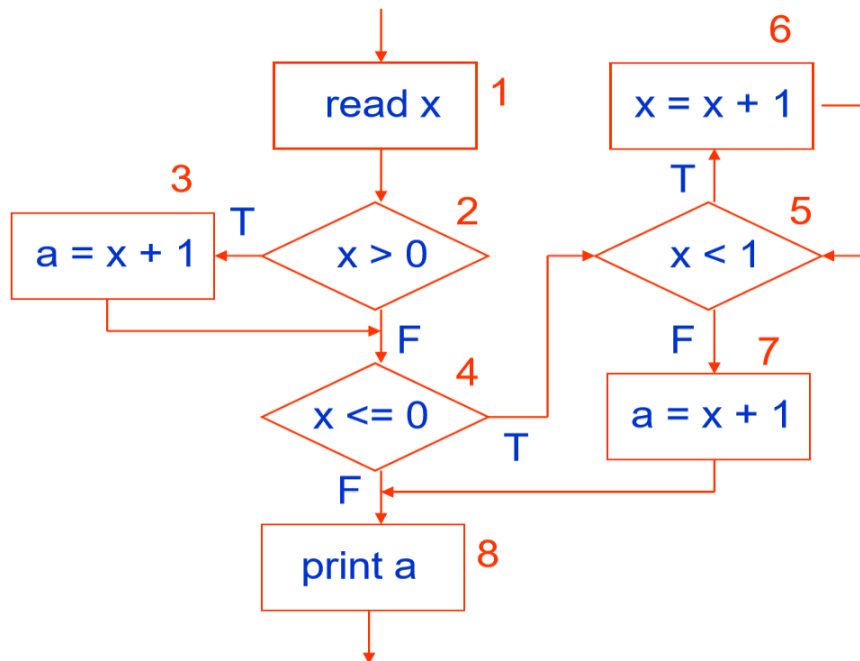 6
1
read x
x = x + 1
3
T
2
T
5
a = x + 1
x > 0
x < 1
F
4
F
7
x <= 0
T
a = x + 1
F
print a
8